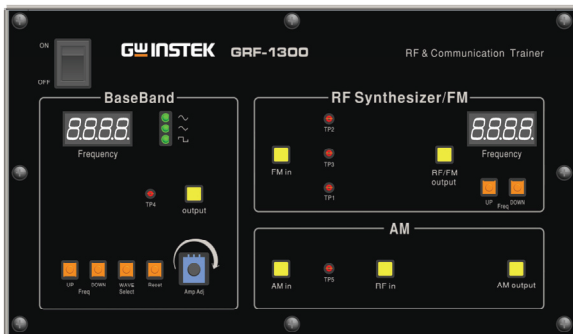 ON
OFF
GW INSTEK GRF-1300
RF & Communication Trainer
BaseBand
8.8.8.8
Frequency
TP4
output
UP
DOWN
WAVE
Reset
Freq
Select
Amp Adj
RF Synthesizer/FM
TP2
FM in
TP3
TP1
RF/FM
output
8.8.8.8
Frequency
UP
DOWN
Freq
AM
AM in
TP5
RF in
AM output